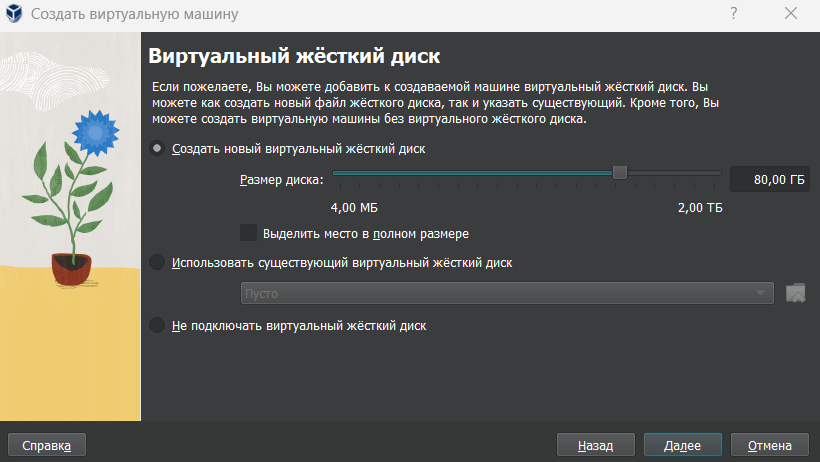 Создать виртуальную машину
Виртуальный жёсткий диск
Если пожелаете, Вы можете добавить к создаваемой машине виртуальный жёсткий диск. Вы
можете как создать новый файл жёсткого диска, так и указать существующий. Кроме того, Вы
можете создать виртуальную машины без виртуального жёсткого диска.
Создать новый виртуальный жёсткий диск
Размер диска:
80,00 ГБ
4,00 МБ
2,00 ТБ
Выделить место в полном размере
Использовать существующий виртуальный жёсткий диск
Пусто
Не подключать виртуальный жёсткий диск
Справка
Назад
Далее
Отмена